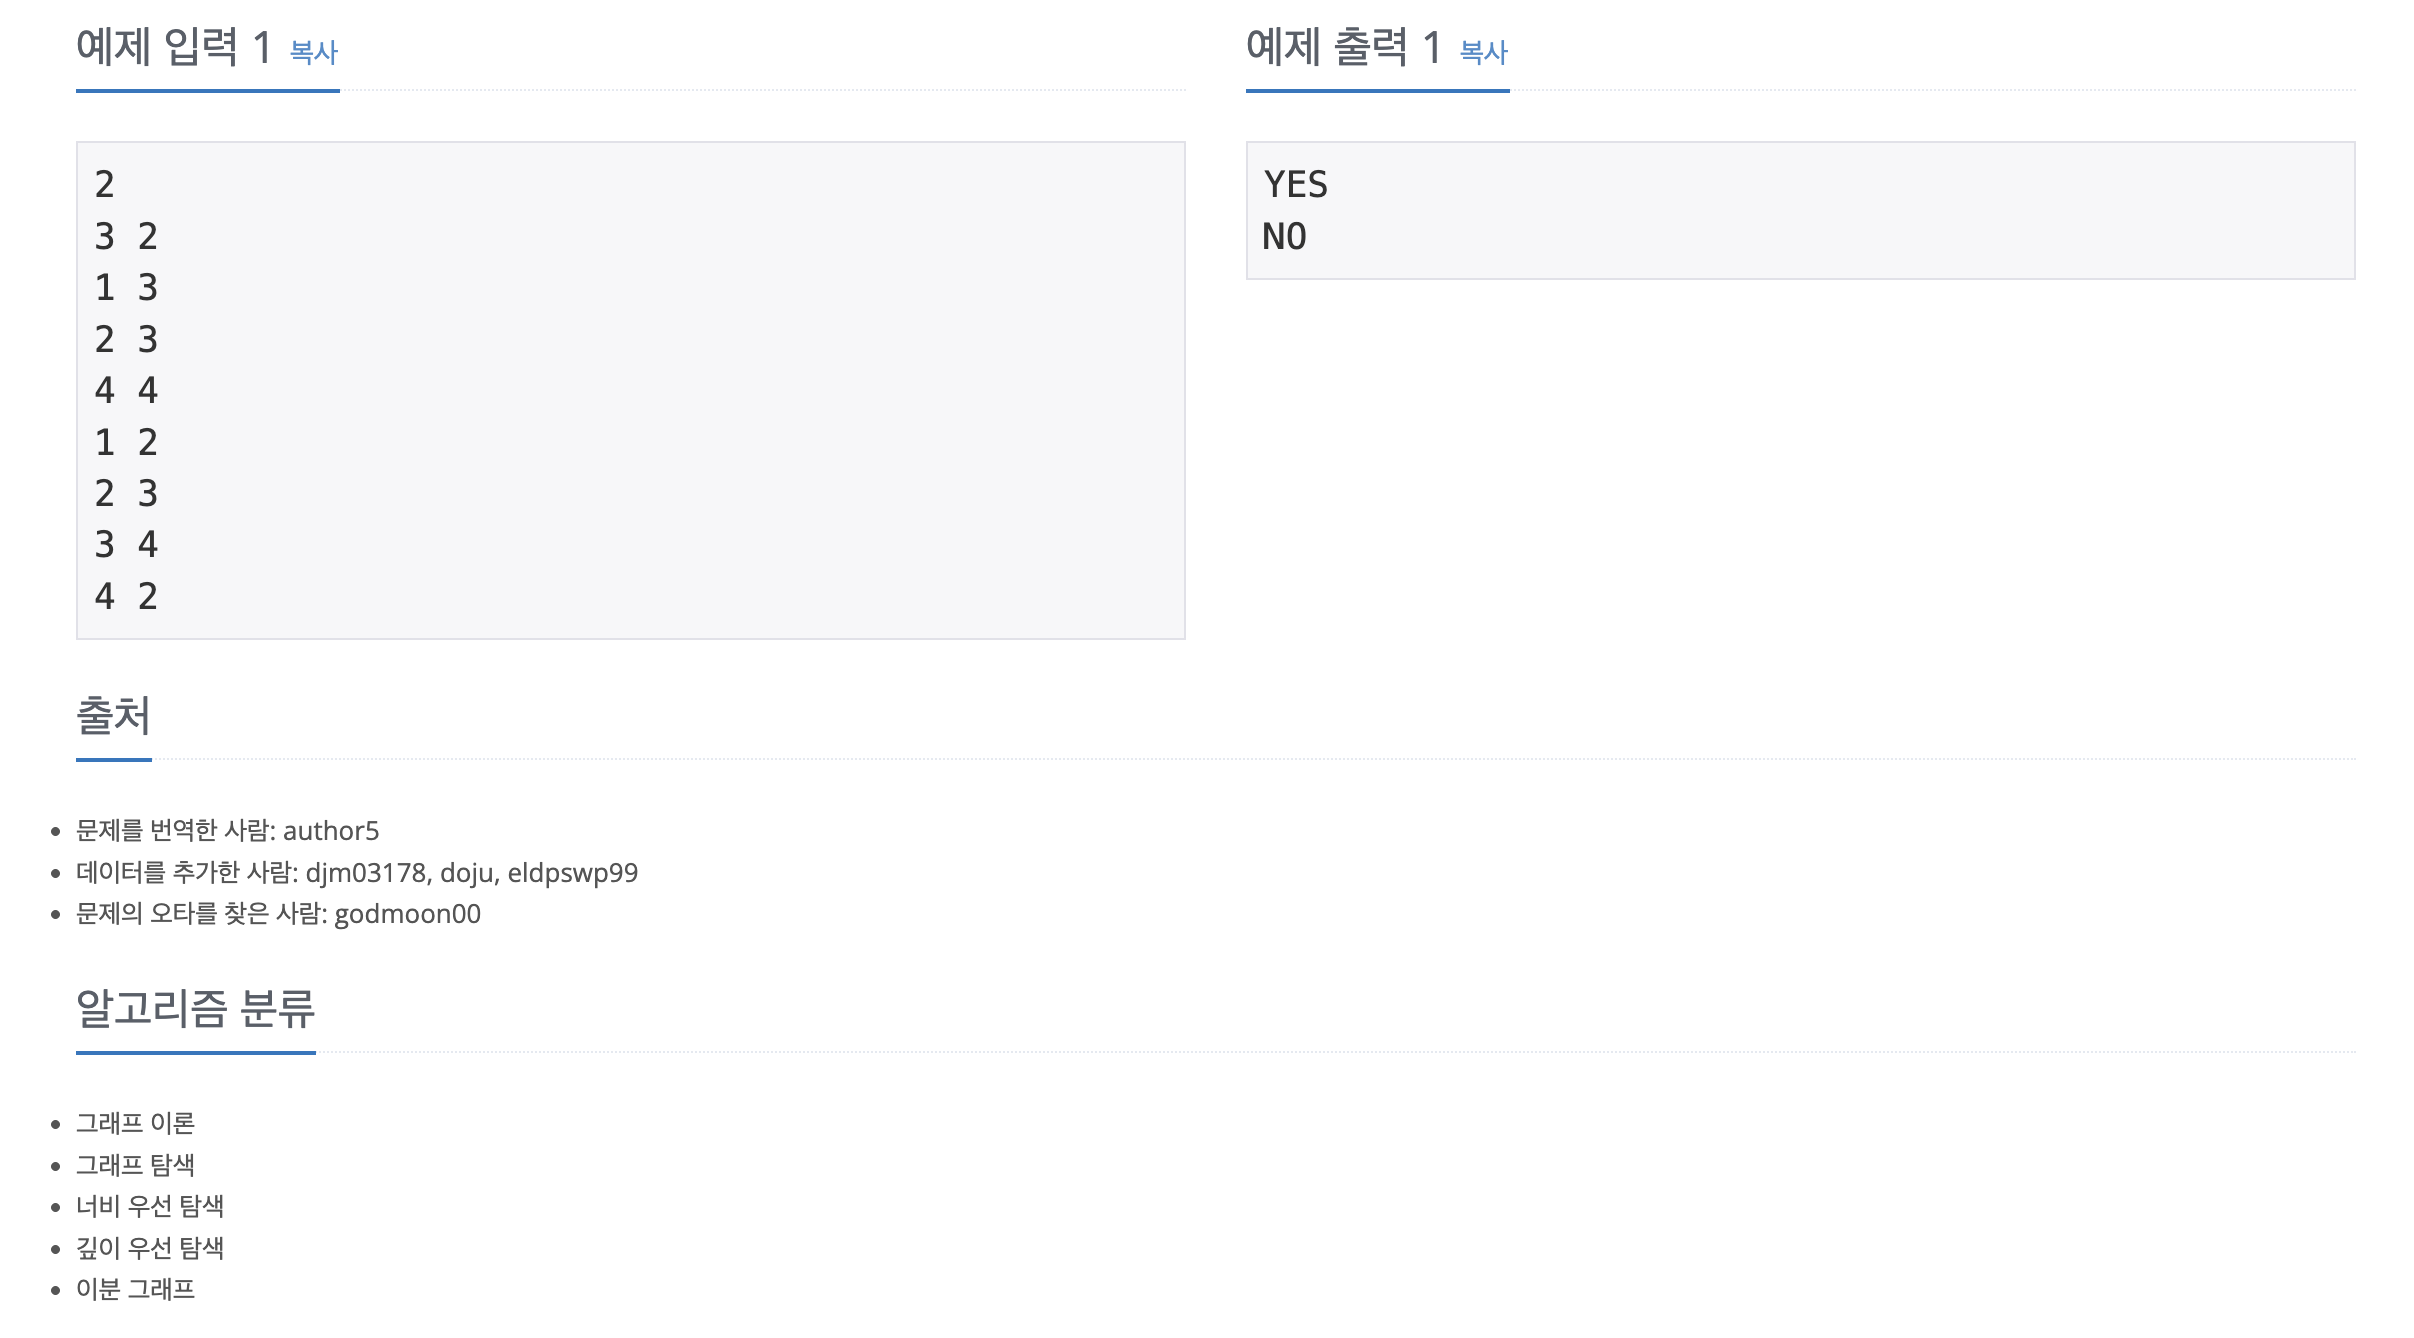 예제 입력 1 복사
2
3 2
1 3
2 3
4 4
1 2
2 3
3 4
4 2
예제 출력 1 복사
YES
NO
출처
문제를 번역한 사람: author5
데이터를 추가한 사람: djm03178, doju, eldpswp99
문제의 오타를 찾은 사람: godmoon00
알고리즘 분류
그래프 이론
그래프 탐색
너비 우선 탐색
깊이 우선 탐색
이분 그래프